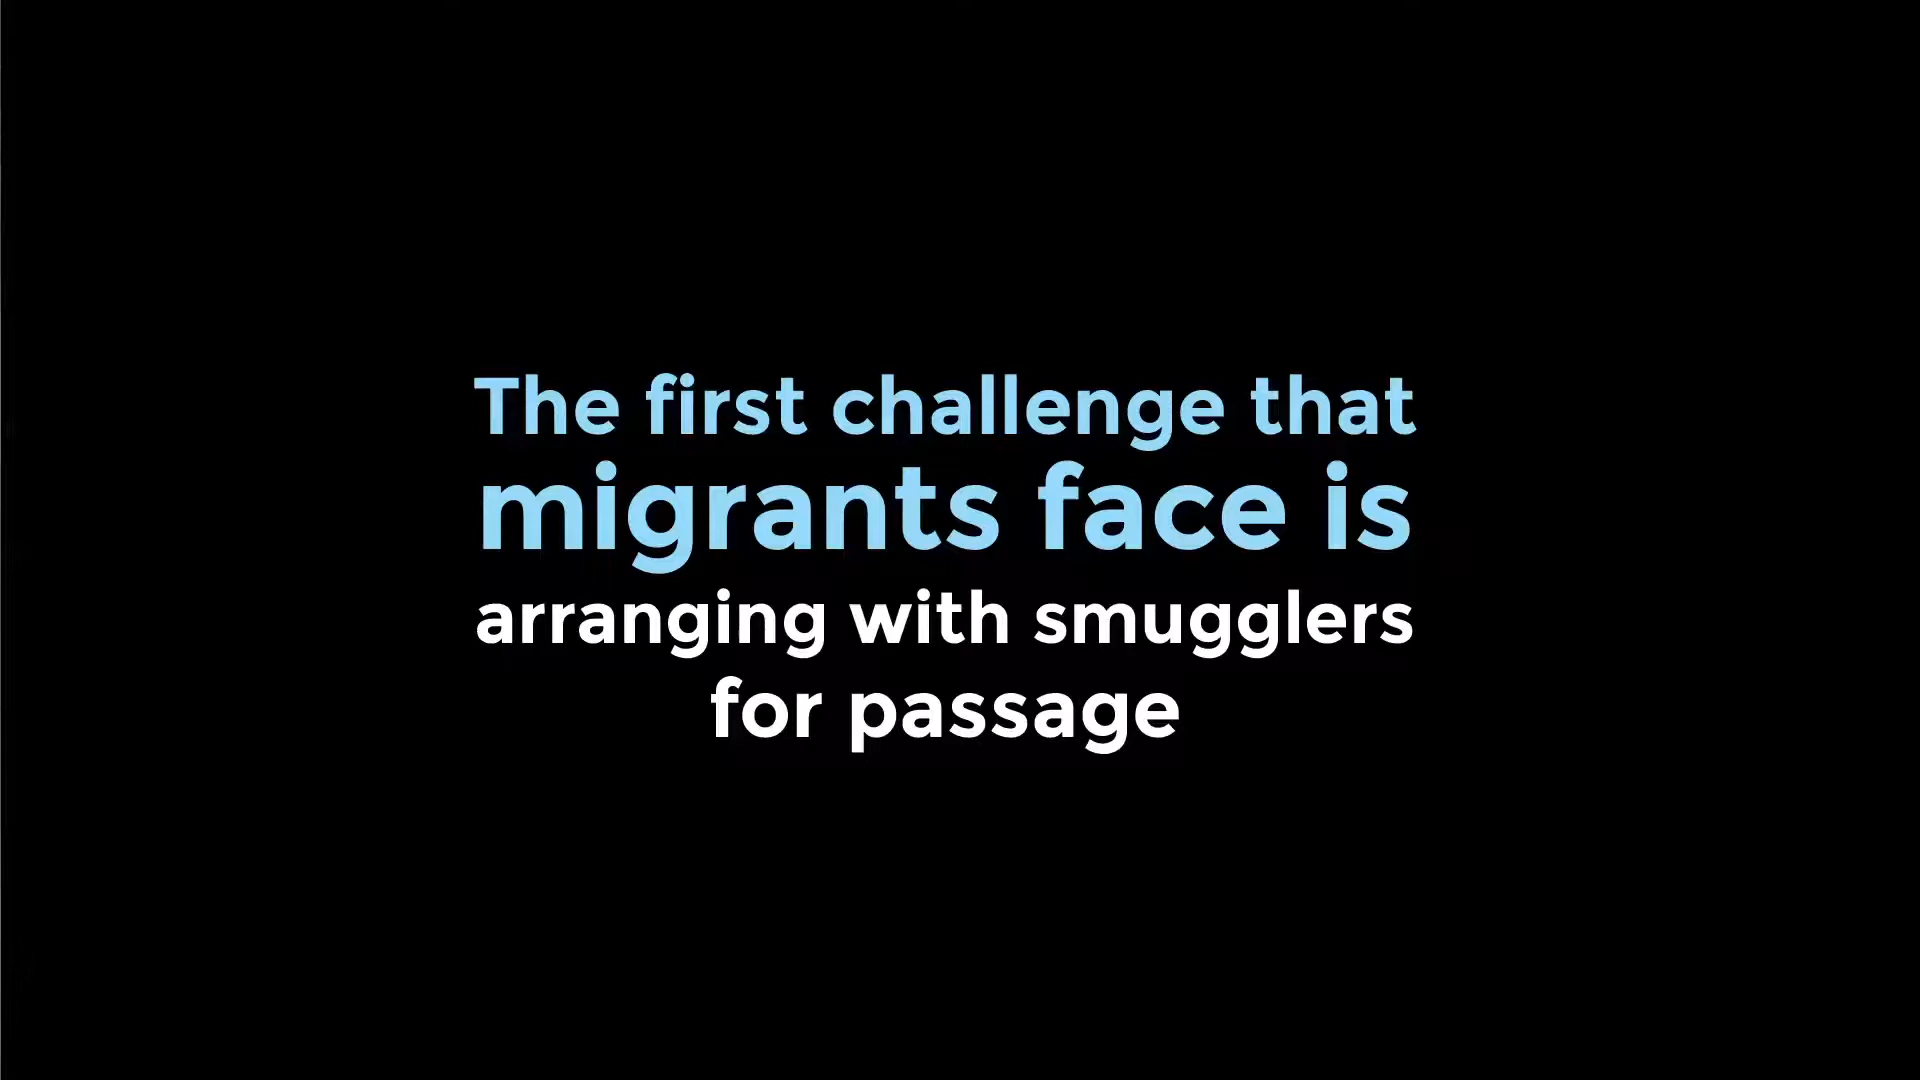 The first challenge that
migrants face is
arranging with smugglers
for passage